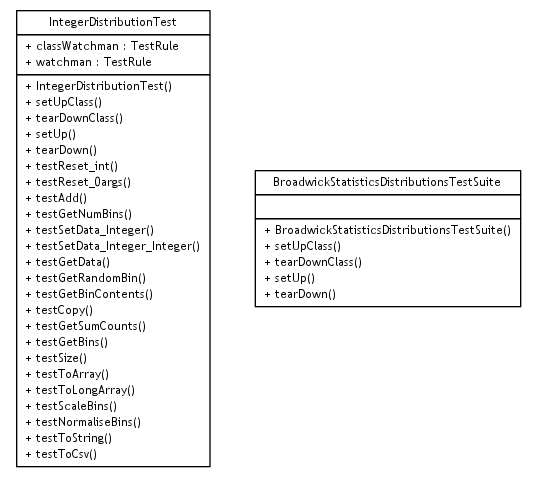 IntegerDistributionTest
+ classWatchman : TestRule
+ watchman : TestRule
+ IntegerDistributionTest()
+ setUpClass()
+ tearDownClass()
+ setUp()
+ tearDown()
+ testReset_int()
+ testReset_0args()
+ testAdd()
+ testGetNumBins()
+ testSetData_Integer()
+ testSetData_Integer_Integer()
+ testGetData()
+ testGetRandomBin()
+ testGetBinContents()
+ testCopy()
+ testGetSumCounts()
+ testGetBins()
+ testSize()
+ testToArray()
+ testToLongArray()
+ testScaleBins()
+ testNormaliseBins()
+ testToString()
+ testToCsv()
BroadwickStatisticsDistributionsTestSuite
+ BroadwickStatisticsDistributionsTestSuite()
+ setUpClass()
+ tearDownClass()
+ setUp()
+ tearDown()